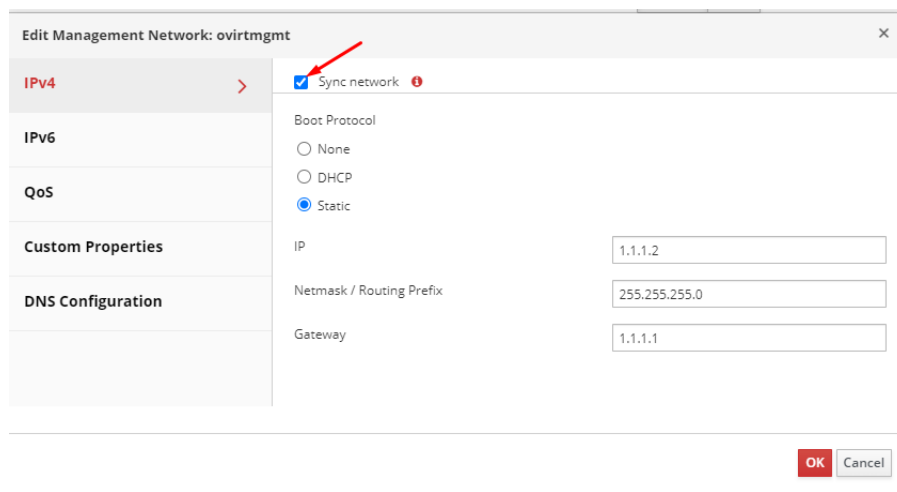 Edit Management Network: ovirtmgmt
IPv4
Sync network
Boot Protocol
IPv6
None
DHCP
QoS
Static
Custom Properties
IP
1.1.1.2
DNS Configuration
Netmask / Routing Prefix
255.255.255.0
Gateway
1.1.1.1
OK
Cancel